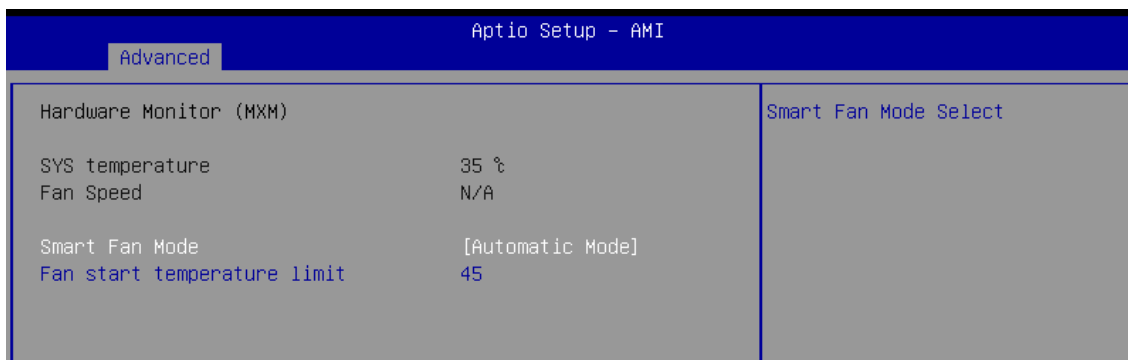 Aptio Setup – AMI
Advanced
Hardware Monitor (MXM)
Smart Fan Mode Select
SYS temperature 35 ℃
Fan Speed N/A
Smart Fan Mode [Automatic Mode]
Fan start temperature limit 45